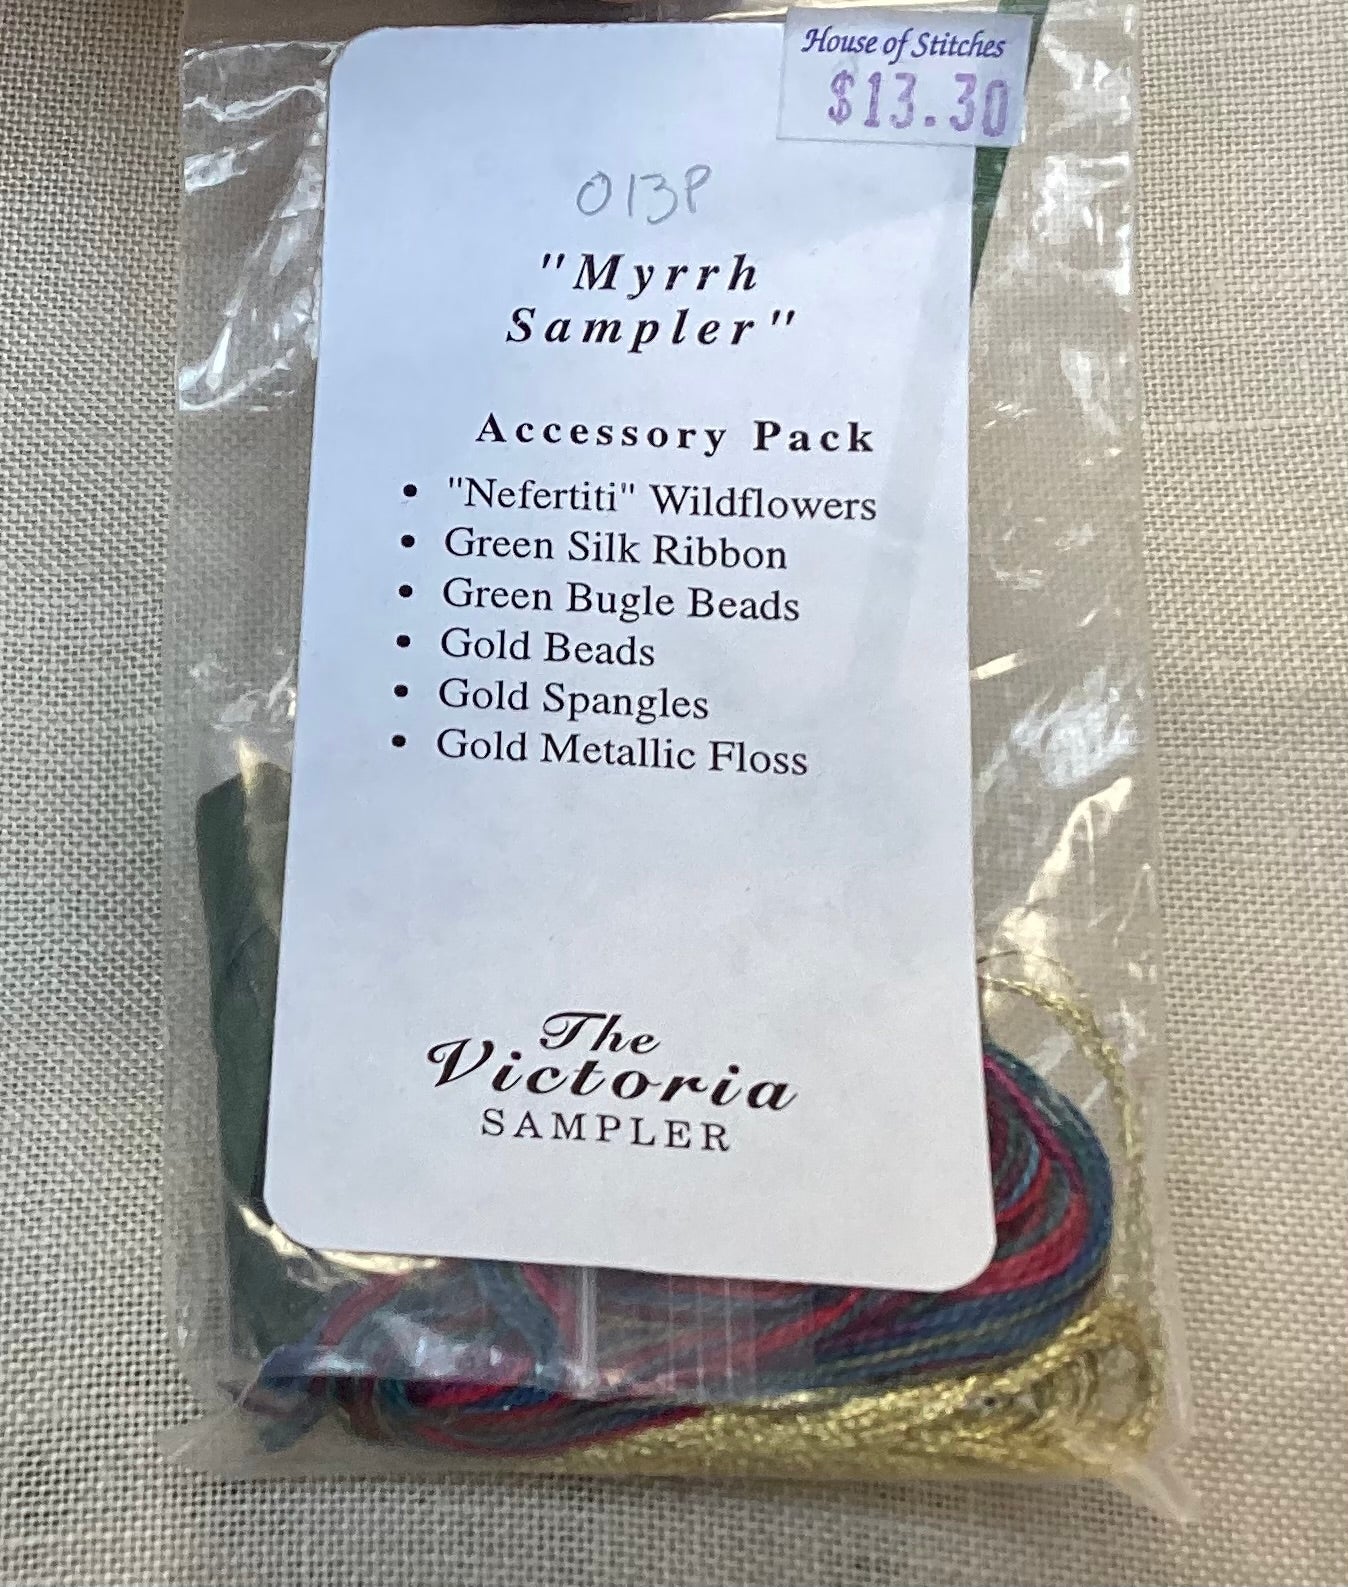 House of Stitches
$13.30
013P
"Myrrh
Sampler"
Accessory Pack
• "Nefertiti" Wildflowers
• Green Silk Ribbon
• Green Bugle Beads
• Gold Beads
• Gold Spangles
• Gold Metallic Floss
The
Victoria
SAMPLER